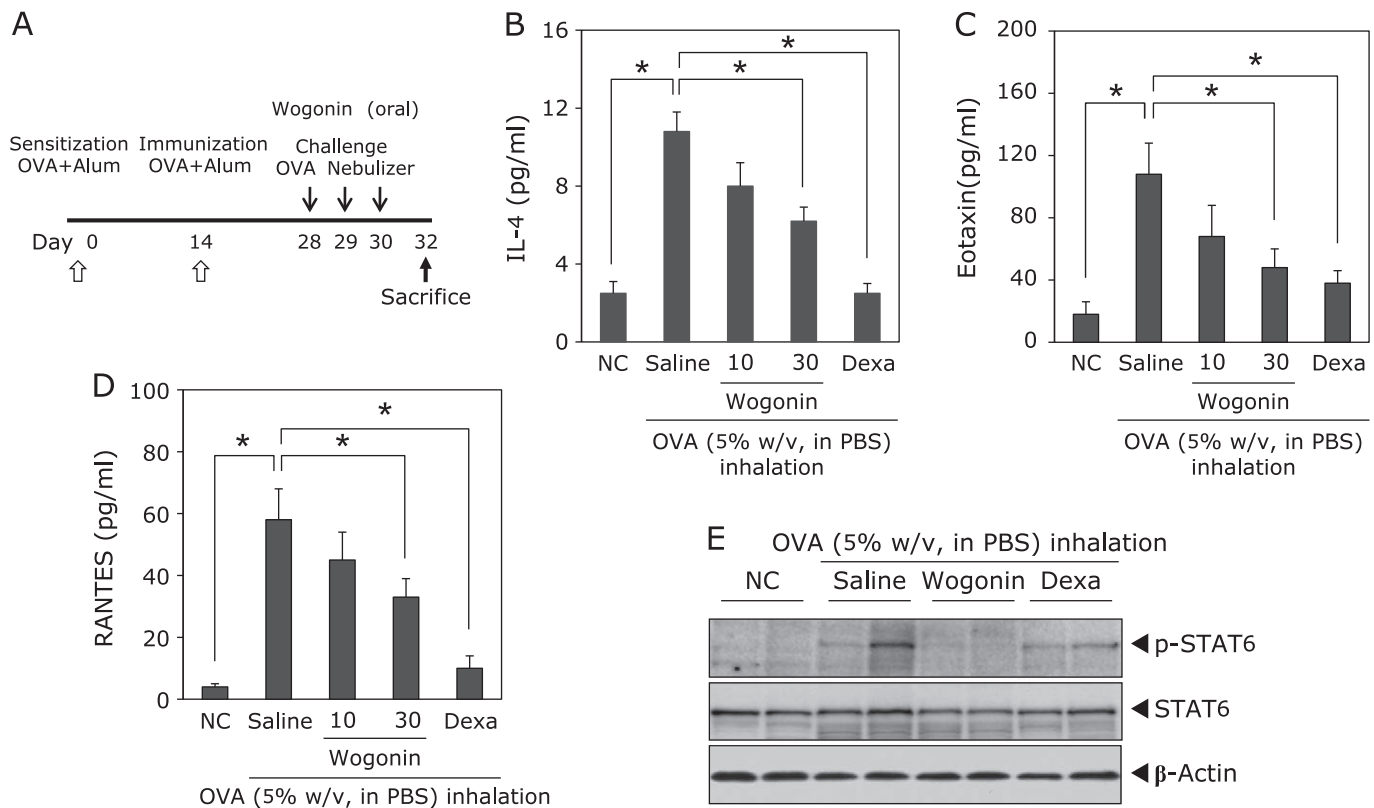 A
Wogonin (oral)
Sensitization Immunization Challenge
OVA+Alum OVA+Alum OVA Nebulizer
Day 0 14 28 29 30 32
Sacrifice
B
IL-4 (pg/ml)
16
12
8
4
0
* * *
NC Saline 10 30 Dexa
Wogonin
OVA (5% w/v, in PBS)
inhalation
C
Eotaxin(pg/ml)
200
160
120
80
40
0
* * *
NC Saline 10 30 Dexa
Wogonin
OVA (5% w/v, in PBS)
inhalation
D
RANTES (pg/ml)
100
80
60
40
20
0
* * *
NC Saline 10 30 Dexa
Wogonin
OVA (5% w/v, in PBS) inhalation
E
OVA (5% w/v, in PBS) inhalation
NC Saline Wogonin Dexa
p-STAT6
STAT6
β-Actin